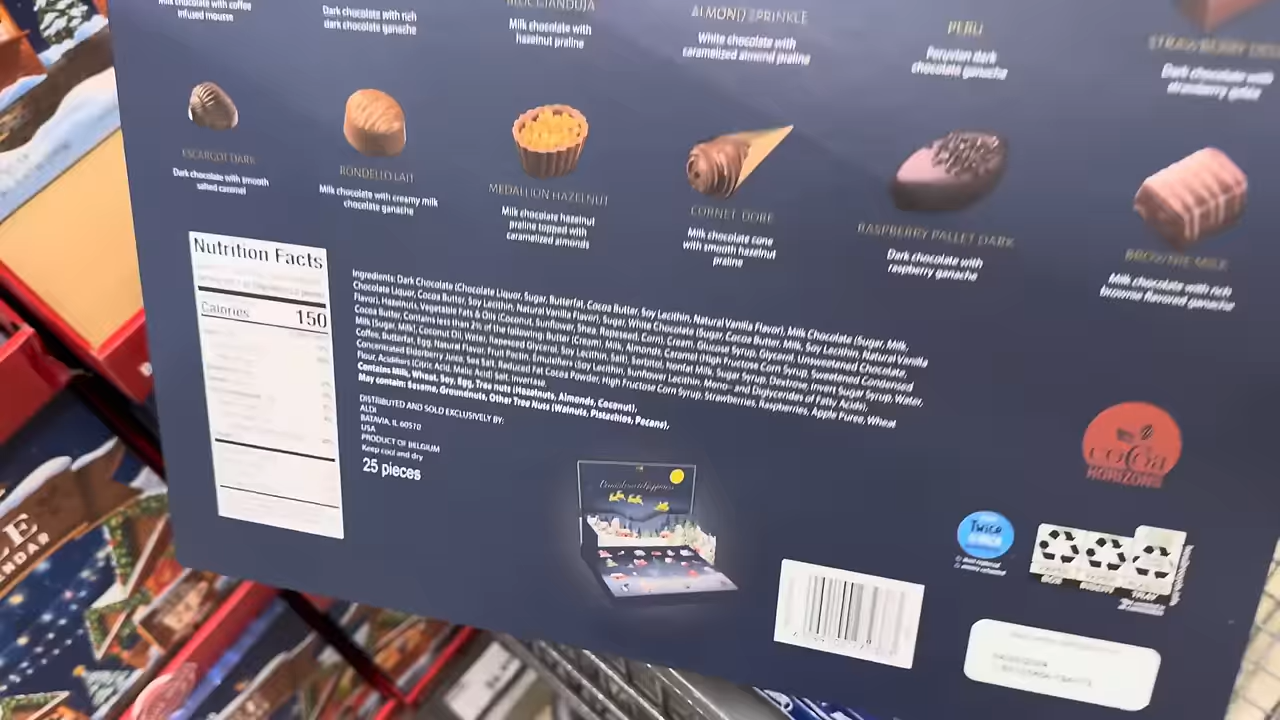 Milk chocolate with coffee
infused mousse
Dark chocolate with rich
dark chocolate ganache
Milk chocolate with
hazelnut praline
ALMOND SPRINKLE
White chocolate with
caramelized almond praline
PERU
Peruvian dark
chocolate ganache
Dark chocolate with
strawberry
ESCARGOT DARK
Dark chocolate with smooth
salted caramel
RONDELLO LAIT
Milk chocolate with creamy milk
chocolate ganache
MEDALLION HAZELNUT
Milk chocolate hazelnut
praline topped with
caramelized almonds
CORNET DORE
Milk chocolate cone
with smooth hazelnut
praline
RASPBERRY PALLET DARK
Dark chocolate with
raspberry ganache
BROWNIE MILK
Milk chocolate with rich
brownie flavored ganache
Nutrition Facts
Calories 150
Ingredients: Dark Chocolate (Chocolate Liquor, Sugar, Butterfat, Cocoa Butter, Soy Lecithin, Natural Vanilla Flavor), Milk Chocolate (Sugar, Milk,
Chocolate Liquor, Cocoa Butter, Soy Lecithin, Natural Vanilla Flavor), Sugar, White Chocolate (Sugar, Cocoa Butter, Milk, Soy Lecithin, Natural Vanilla
Flavor), Hazelnuts, Vegetable Fats & Oils (Coconut, Sunflower, Shea, Rapeseed, Corn), Cream, Glucose Syrup, Glycerol, Unsweetened Chocolate,
Cocoa Butter, Contains less than 2% of the following: Butter (Cream), Milk, Almonds, Caramel (High Fructose Corn Syrup, Sweetened Condensed
Milk [Sugar, Milk], Coconut Oil, Water), Rapeseed Glycerol, Soy Lecithin, Salt), Sorbitol, Nonfat Milk, Sugar Syrup, Dextrose, Invert Sugar Syrup, Water,
Coffee, Butterfat, Egg, Natural Flavor, Fruit Pectin, Emulsifiers (Soy Lecithin, Sunflower Lecithin, Mono- and Diglycerides of Fatty Acids),
Concentrated Elderberry Juice, Sea Salt, Reduced Fat Cocoa Powder, High Fructose Corn Syrup, Strawberries, Raspberries, Apple Puree, Wheat
Flour, Acidifiers (Citric Acid, Malic Acid) Salt, Invertase.
Contains Milk, Wheat, Soy, Egg, Tree nuts (Hazelnuts, Almonds, Coconut).
May contain: Sesame, Groundnuts, Other Tree Nuts (Walnuts, Pistachios, Pecans).
DISTRIBUTED AND SOLD EXCLUSIVELY BY:
ALDI
BATAVIA, IL 60510
USA
PRODUCT OF BELGIUM
Keep cool and dry
25 pieces
cocoa
HORIZONS
TWICE
BOX
INSERT
TRAY